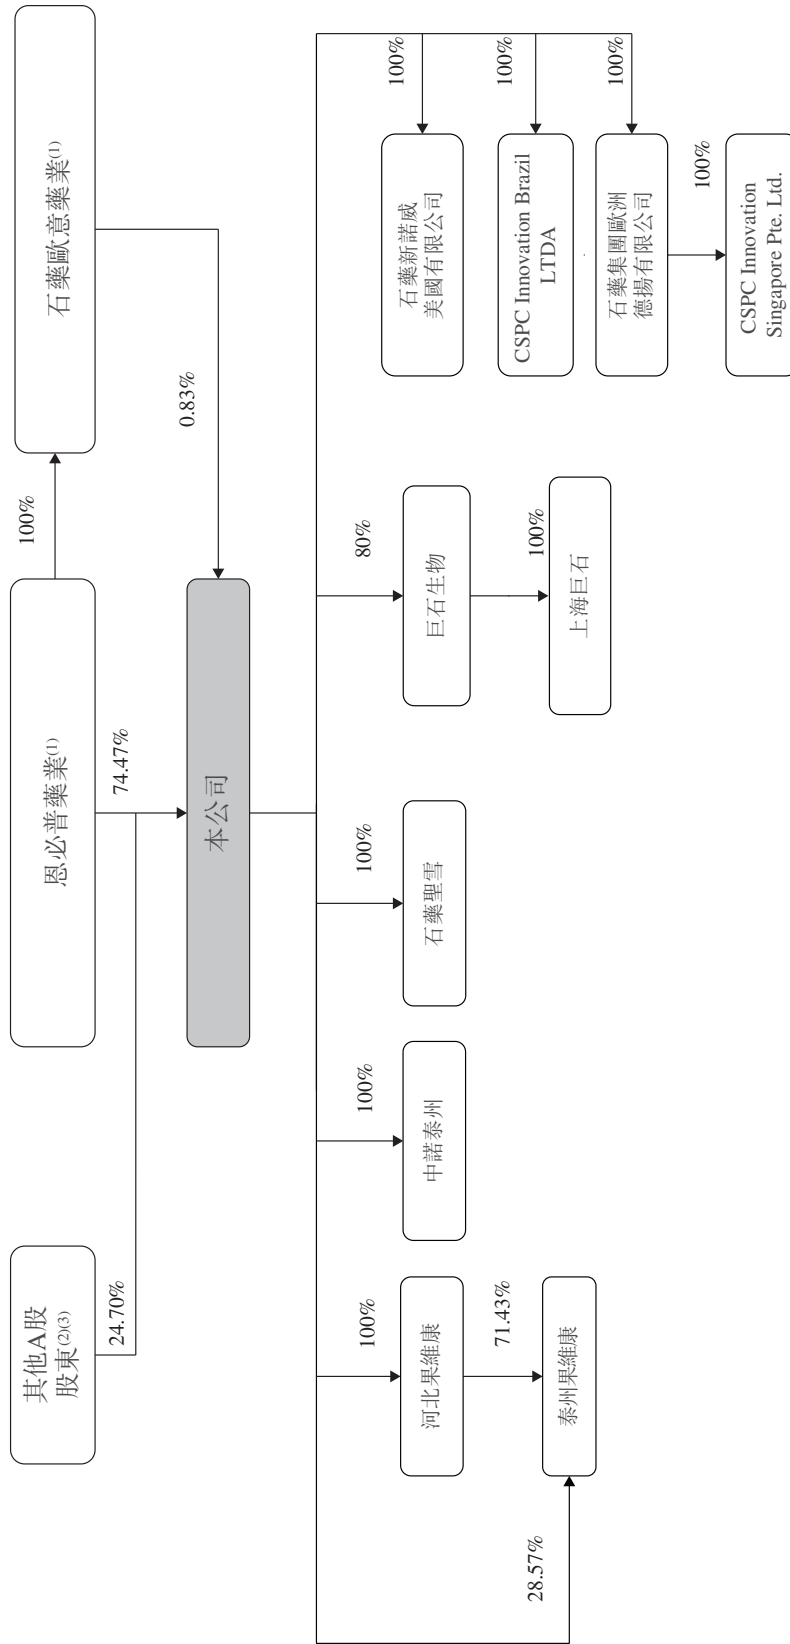 其他A股
股東(2)(3)
恩必普藥業(1)
100%
石藥歐意藥業(1)
24.70%
74.47%
0.83%
本公司
100%
100%
100%
80%
100%
100%
100%
河北果維康
中諾泰州
石藥聖雪
巨石生物
石藥新諾威
美國有限公司
CSPC Innovation Brazil
LTDA
石藥集團歐洲
德揚有限公司
28.57%
71.43%
100%
100%
泰州果維康
上海巨石
CSPC Innovation
Singapore Pte. Ltd.